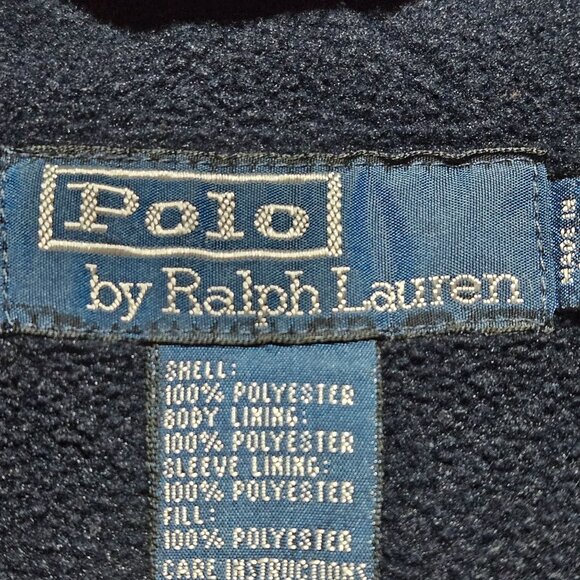 Polo
by Ralph Lauren
SHELL:
100% POLYESTER
BODY LINING:
100% POLYESTER
SLEEVE LINING:
100% POLYESTER
FILL:
100% POLYESTER
CARE INSTRUCTIONS